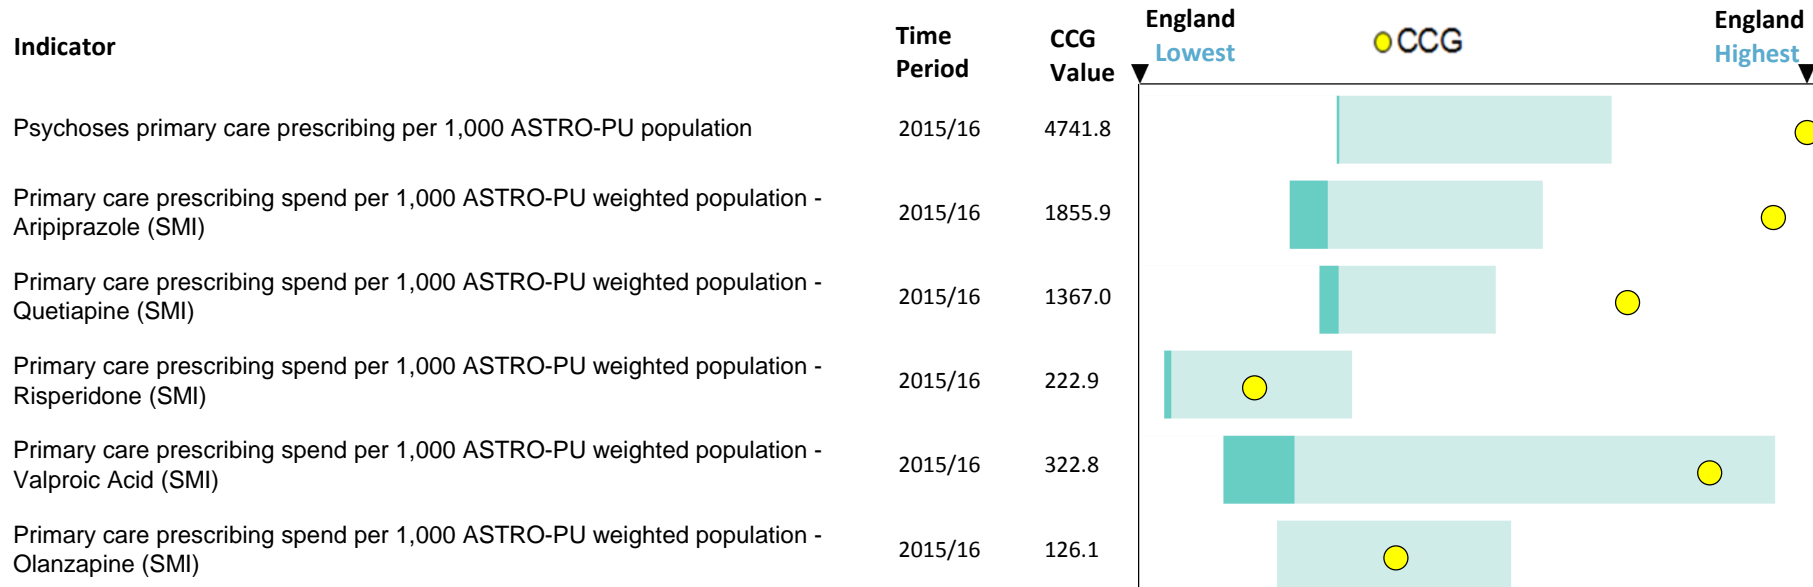 Indicator
Time
Period
CCG
Value
England
Lowest
CCG
England
Highest
Psychoses primary care prescribing per 1,000 ASTRO-PU population
2015/16
4741.8
Primary care prescribing spend per 1,000 ASTRO-PU weighted population -
Aripiprazole (SMI)
2015/16
1855.9
Primary care prescribing spend per 1,000 ASTRO-PU weighted population -
Quetiapine (SMI)
2015/16
1367.0
Primary care prescribing spend per 1,000 ASTRO-PU weighted population -
Risperidone (SMI)
2015/16
222.9
Primary care prescribing spend per 1,000 ASTRO-PU weighted population -
Valproic Acid (SMI)
2015/16
322.8
Primary care prescribing spend per 1,000 ASTRO-PU weighted population -
Olanzapine (SMI)
2015/16
126.1